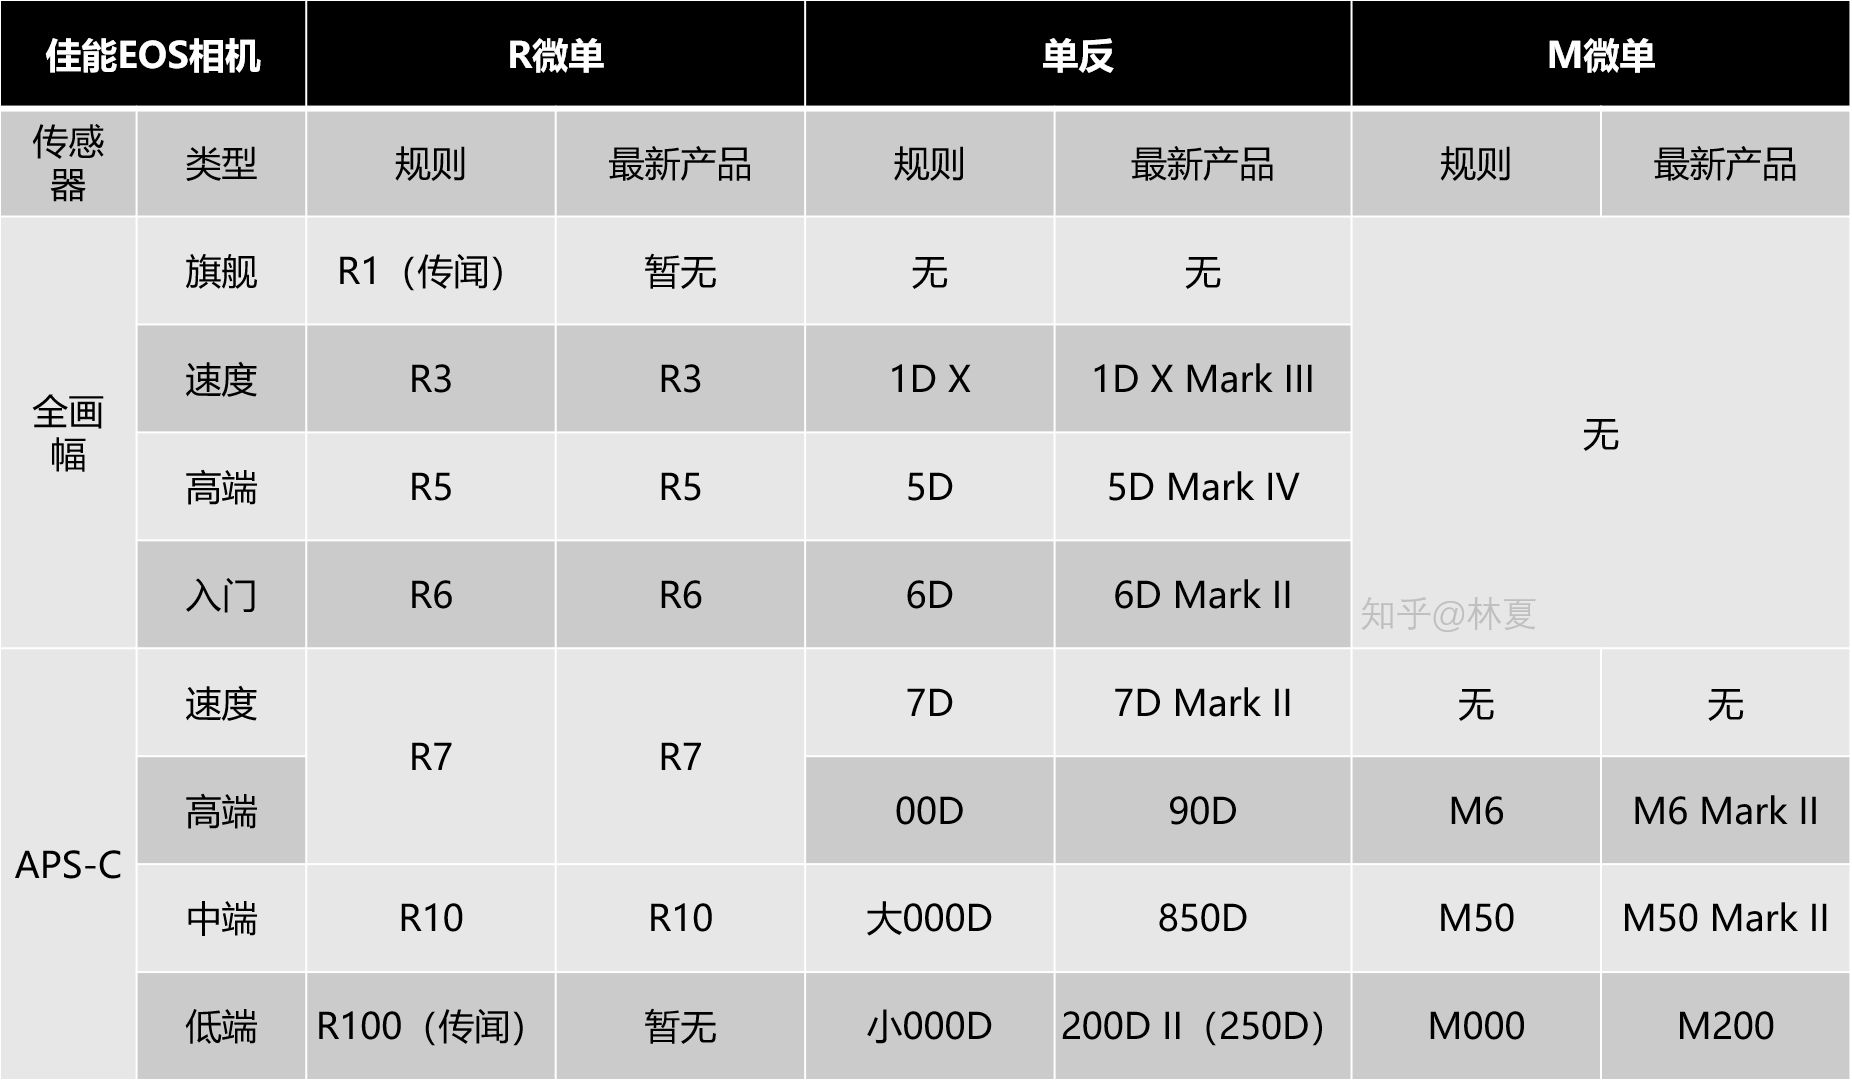 佳能EOS相机 R微单 单反 M微单
传感
器
类型 规则 最新产品 规则 最新产品 规则 最新产品
全画
幅
旗舰 R1（传闻） 暂无 无 无
无
速度 R3 R3 1D X 1D X Mark III
高端 R5 R5 5D 5D Mark IV
入门 R6 R6 6D 6D Mark II
知乎@林夏
APS-C
速度 R7 R7 7D 7D Mark II 无 无
高端 00D 90D M6 M6 Mark II
中端 R10 R10 大000D 850D M50 M50 Mark II
低端 R100（传闻） 暂无 小000D 200D II（250D） M000 M200